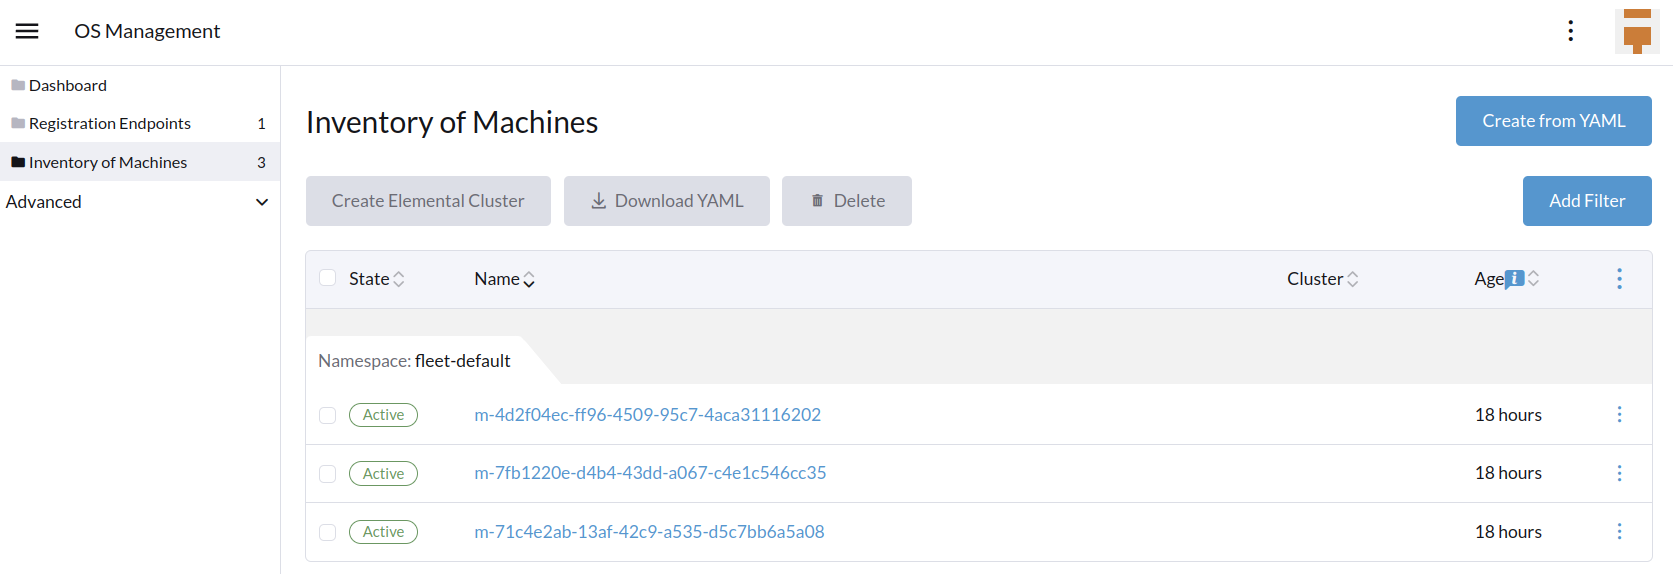 OS Management
Dashboard
Registration Endpoints 1
Inventory of Machines 3
Advanced
Inventory of Machines
Create from YAML
Create Elemental Cluster Download YAML Delete Add Filter
State Name Cluster Age
Namespace: fleet-default
Active m-4d2f04ec-ff96-4509-95c7-4aca31116202 18 hours
Active m-7fb1220e-d4b4-43dd-a067-c4e1c546cc35 18 hours
Active m-71c4e2ab-13af-42c9-a535-d5c7bb6a5a08 18 hours